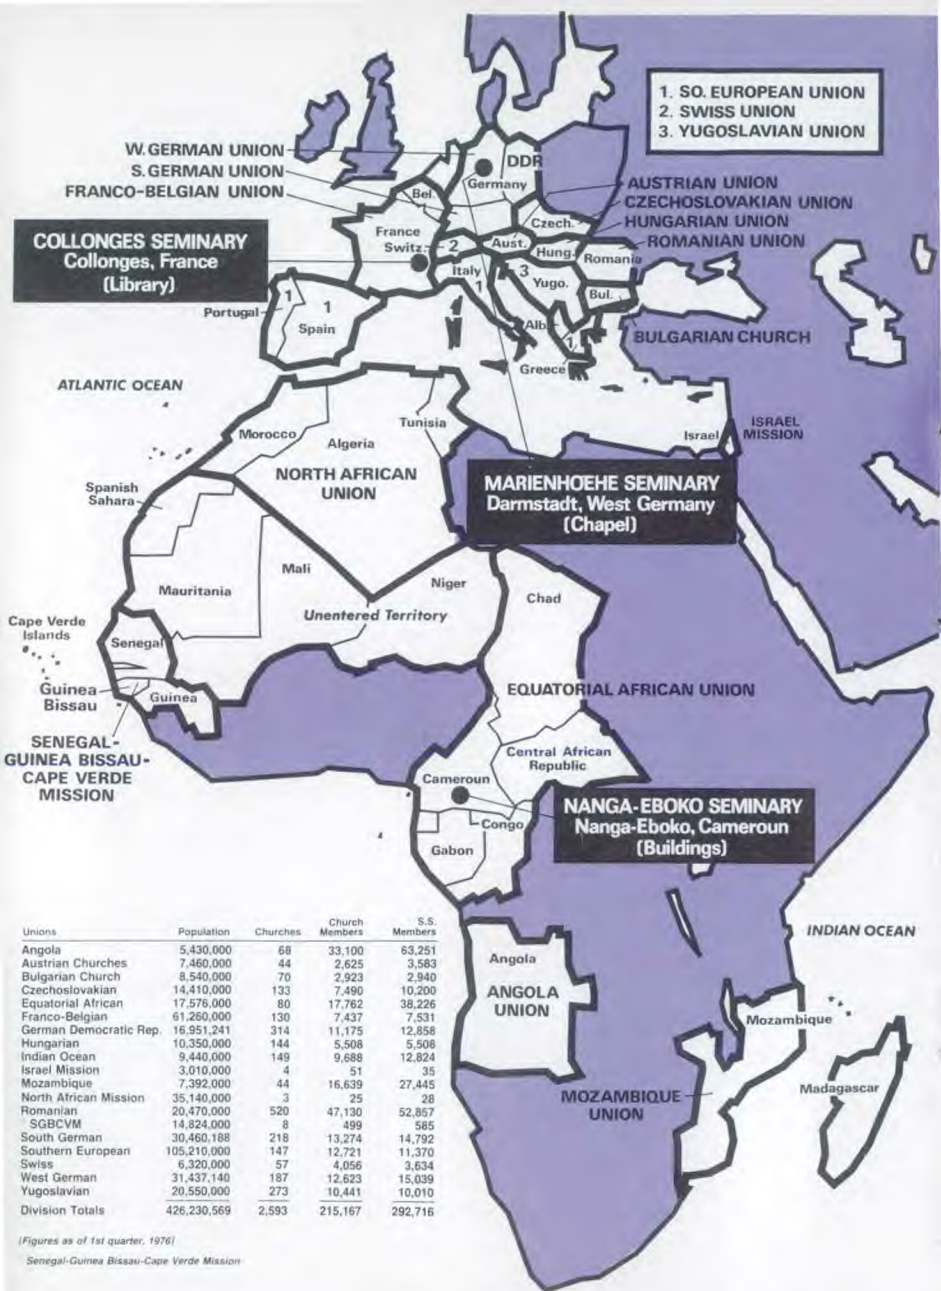 1. SO. EUROPEAN UNION
2. SWISS UNION
3. YUGOSLAVIAN UNION
W. GERMAN UNION
S. GERMAN UNION
FRANCO-BELGIAN UNION
DDR
Germany
Bel.
AUSTRIAN UNION
CZECHOSLOVAKIAN UNION
HUNGARIAN UNION
ROMANIAN UNION
Czech.
France
Switz.
2
Aust.
Hung.
Romania
COLLONGES SEMINARY
Collonges, France
(Library)
Italy
1
3
Yugo.
Bul.
Portugal
1
1
Spain
Alb.
1
Greece
BULGARIAN CHURCH
ATLANTIC OCEAN
Tunisia
Morocco
Algeria
Israel
ISRAEL
MISSION
NORTH AFRICAN
UNION
MARIENHOEHE SEMINARY
Darmstadt, West Germany
(Chapel)
Spanish
Sahara
Mali
Mauritania
Niger
Chad
Unentered Territory
Cape Verde
Islands
Senegal
Guinea
Bissau
Guinea
EQUATORIAL AFRICAN UNION
SENEGAL-
GUINEA BISSAU-
CAPE VERDE
MISSION
Central African
Republic
Cameroun
NANGA-EBOKO SEMINARY
Nanga-Eboko, Cameroun
(Buildings)
Congo
Gabon
INDIAN OCEAN
Angola
ANGOLA
UNION
Mozambique
MOZAMBIQUE
UNION
Madagascar
Unions Population Churches Church Members S.S. Members
Angola 5,430,000 68 33,100 63,251
Austrian Churches 7,460,000 44 2,625 3,583
Bulgarian Church 8,540,000 70 2,923 2,940
Czechoslovakian 14,410,000 133 7,490 10,200
Equatorial African 17,576,000 80 17,762 38,226
Franco-Belgian 61,260,000 130 7,437 7,531
German Democratic Rep. 16,951,241 314 11,175 12,858
Hungarian 10,350,000 144 5,508 5,508
Indian Ocean 9,440,000 149 9,688 12,824
Israel Mission 3,010,000 4 51 35
Mozambique 7,392,000 44 16,639 27,445
North African Mission 35,140,000 3 25 28
Romanian 20,470,000 520 47,130 52,857
SGBCVM 14,824,000 8 499 585
South German 30,460,188 218 13,274 14,792
Southern European 105,210,000 147 12,721 11,370
Swiss 6,320,000 57 4,056 3,634
West German 31,437,140 187 12,623 15,039
Yugoslavian 20,550,000 273 10,441 10,010
Division Totals 426,230,569 2,593 215,167 292,716
(Figures as of 1st quarter, 1976)
Senegal-Guinea Bissau-Cape Verde Mission